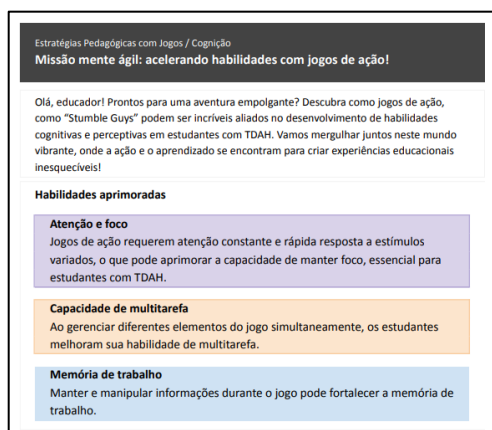 Estratégias Pedagógicas com Jogos / Cognição
Missão mente ágil: acelerando habilidades com jogos de ação!
Olá, educador! Prontos para uma aventura empolgante? Descubra como jogos de ação,
como “Stumble Guys” podem ser incríveis aliados no desenvolvimento de habilidades
cognitivas e perceptivas em estudantes com TDAH. Vamos mergulhar juntos neste mundo
vibrante, onde a ação e o aprendizado se encontram para criar experiências educacionais
inesquecíveis!
Habilidades aprimoradas
Atenção e foco
Jogos de ação requerem atenção constante e rápida resposta a estímulos
variados, o que pode aprimorar a capacidade de manter foco, essencial para
estudantes com TDAH.
Capacidade de multitarefa
Ao gerenciar diferentes elementos do jogo simultaneamente, os estudantes
melhoram sua habilidade de multitarefa.
Memória de trabalho
Manter e manipular informações durante o jogo pode fortalecer a memória de
trabalho.